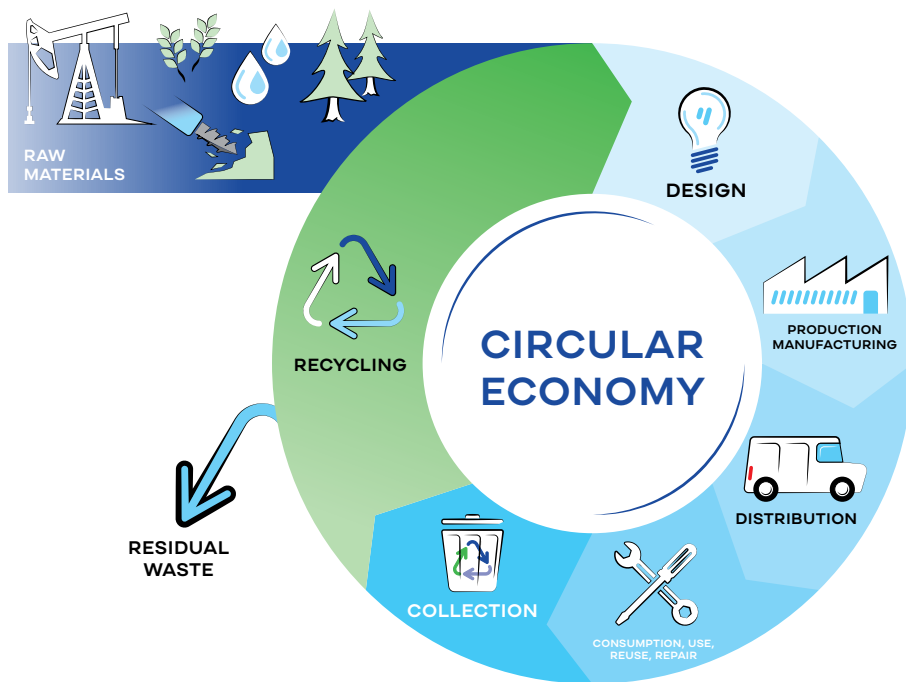 RAW
MATERIALS
DESIGN
PRODUCTION
MANUFACTURING
DISTRIBUTION
CONSUMPTION, USE,
REUSE, REPAIR
COLLECTION
RECYCLING
RESIDUAL
WASTE
CIRCULAR
ECONOMY